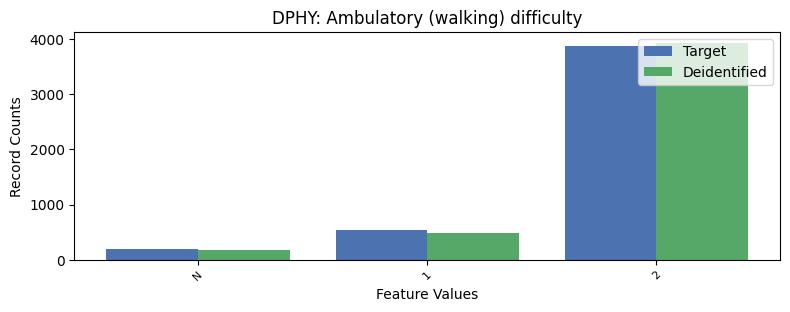 DPHY: Ambulatory (walking) difficulty
Target
Deidentified
Record Counts
4000
3000
2000
1000
0
N
1
2
Feature Values